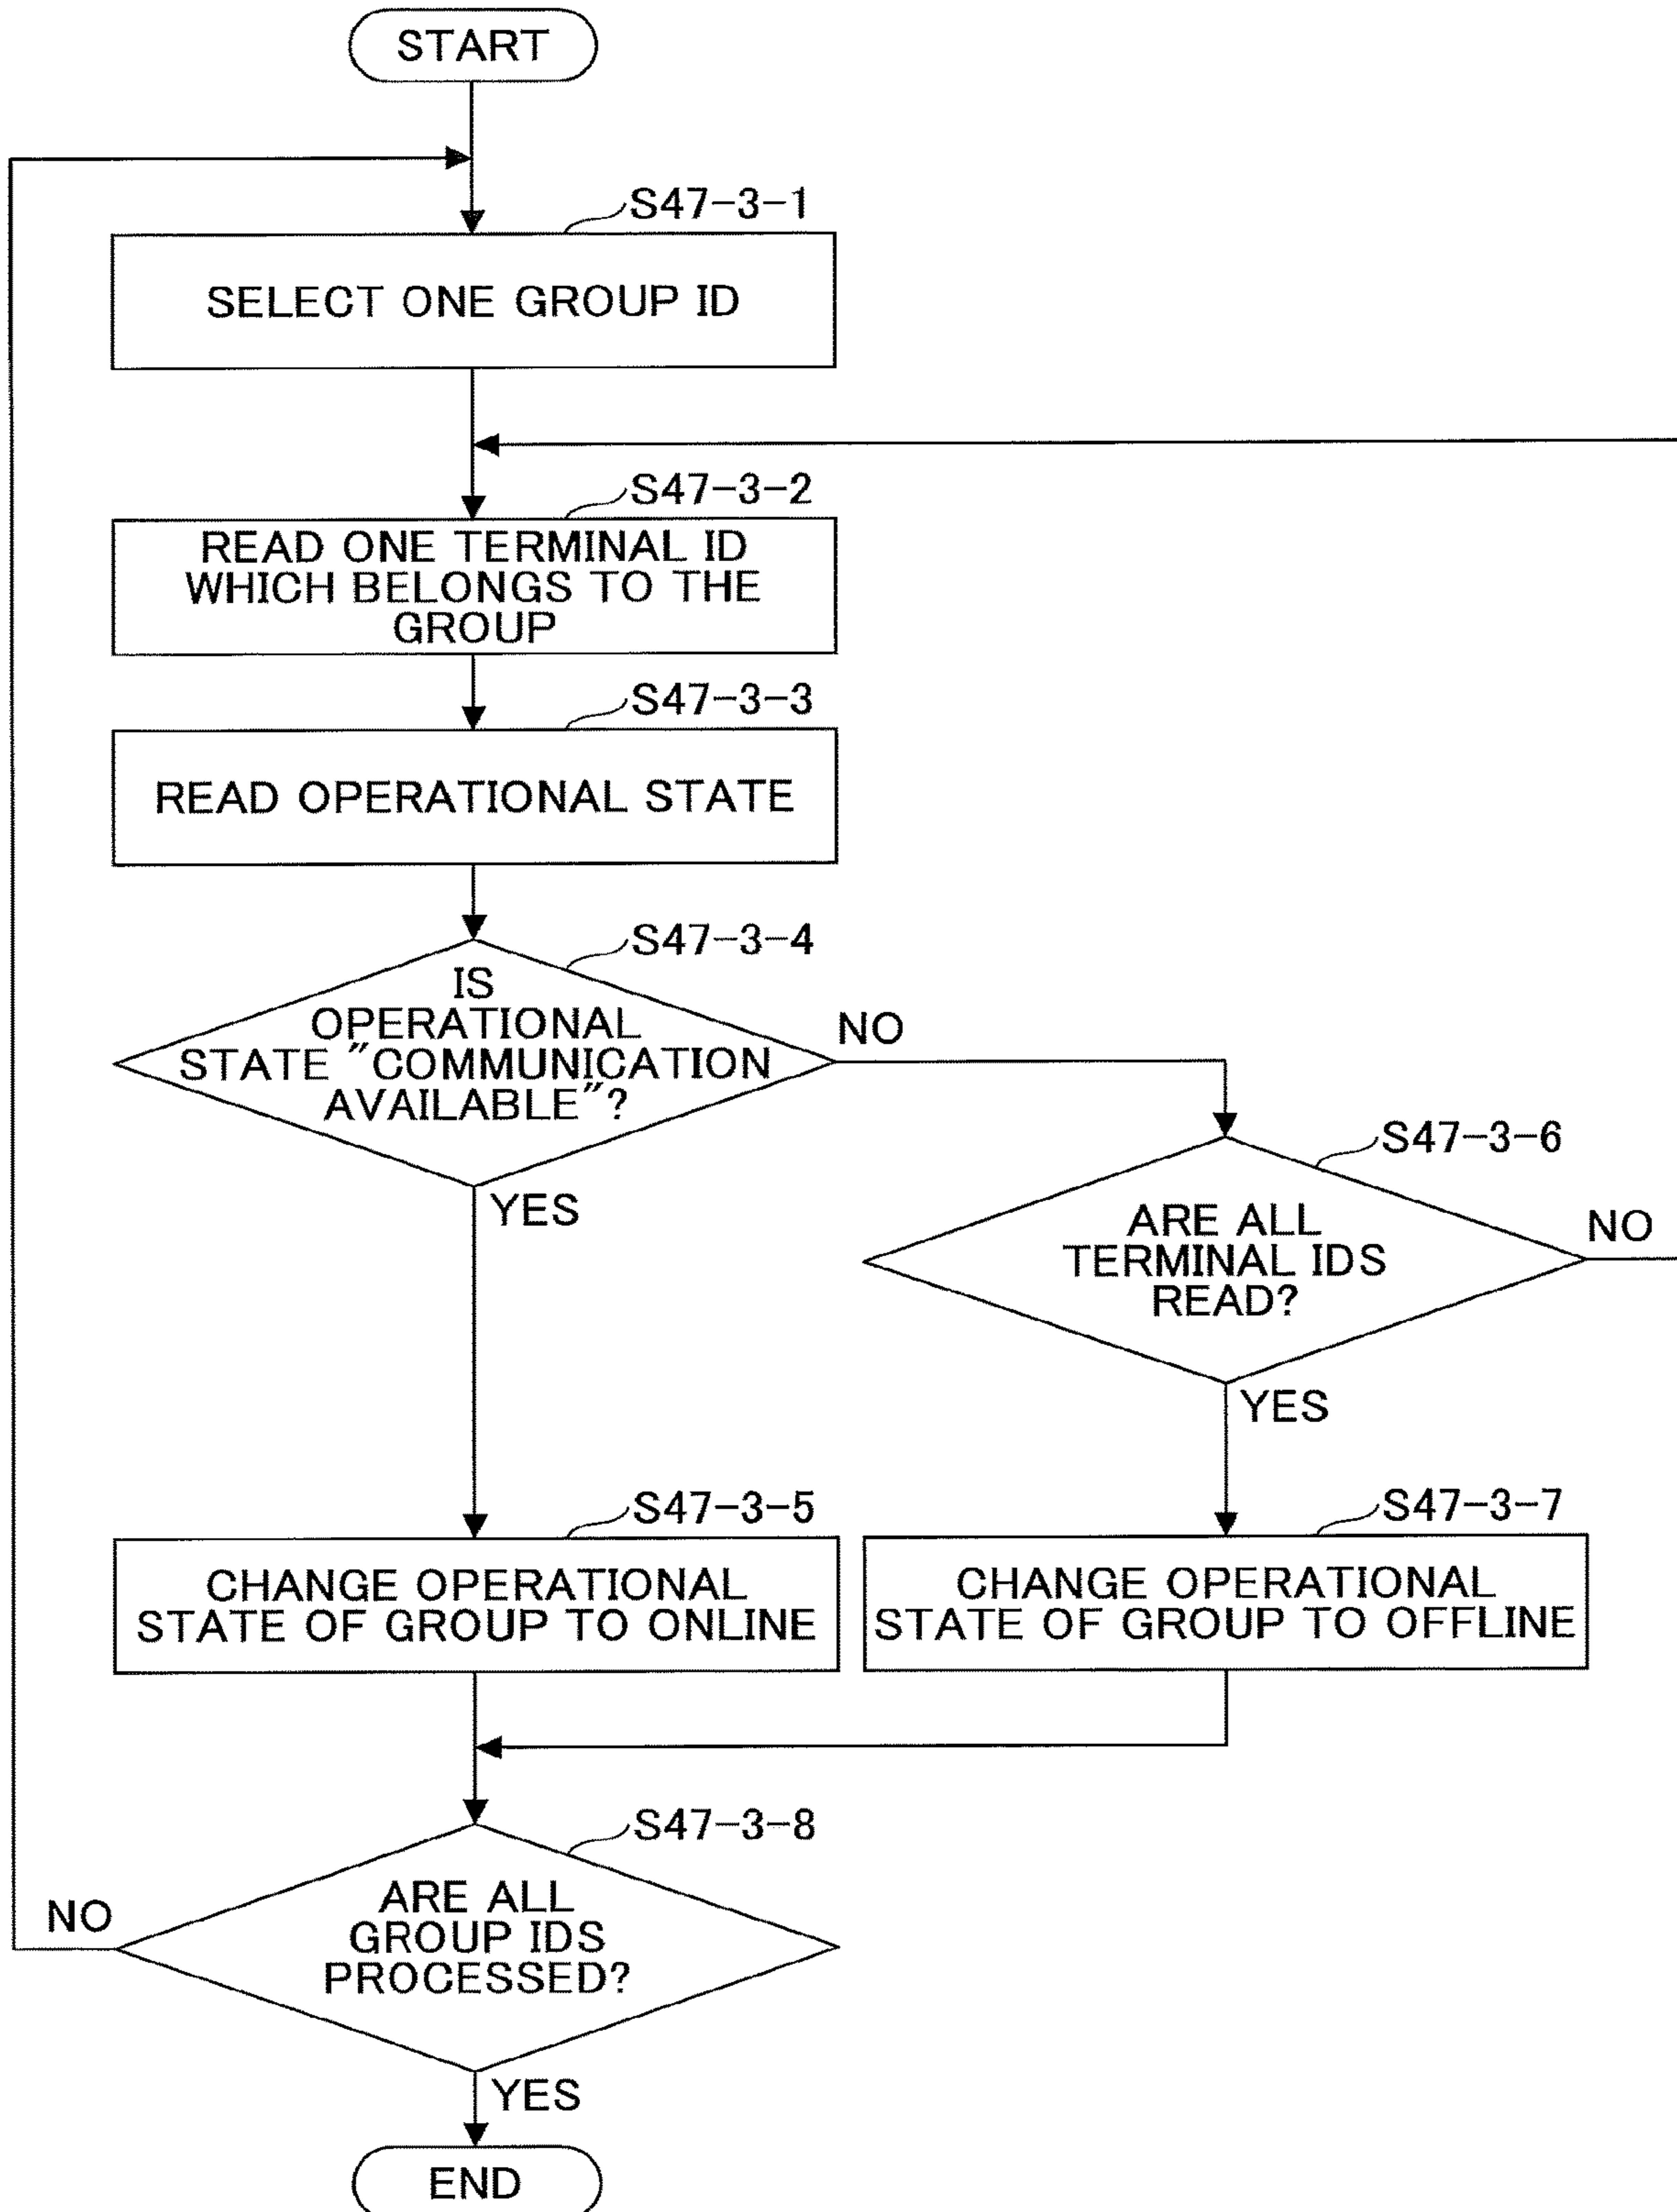 START
S47-3-1
SELECT ONE GROUP ID
S47-3-2
READ ONE TERMINAL ID
WHICH BELONGS TO THE
GROUP
S47-3-3
READ OPERATIONAL STATE
S47-3-4
IS
OPERATIONAL
STATE "COMMUNICATION
AVAILABLE"?
NO
YES
S47-3-6
ARE ALL
TERMINAL IDS
READ?
NO
YES
S47-3-5
CHANGE OPERATIONAL
STATE OF GROUP TO ONLINE
S47-3-7
CHANGE OPERATIONAL
STATE OF GROUP TO OFFLINE
S47-3-8
ARE ALL
GROUP IDS
PROCESSED?
NO
YES
END